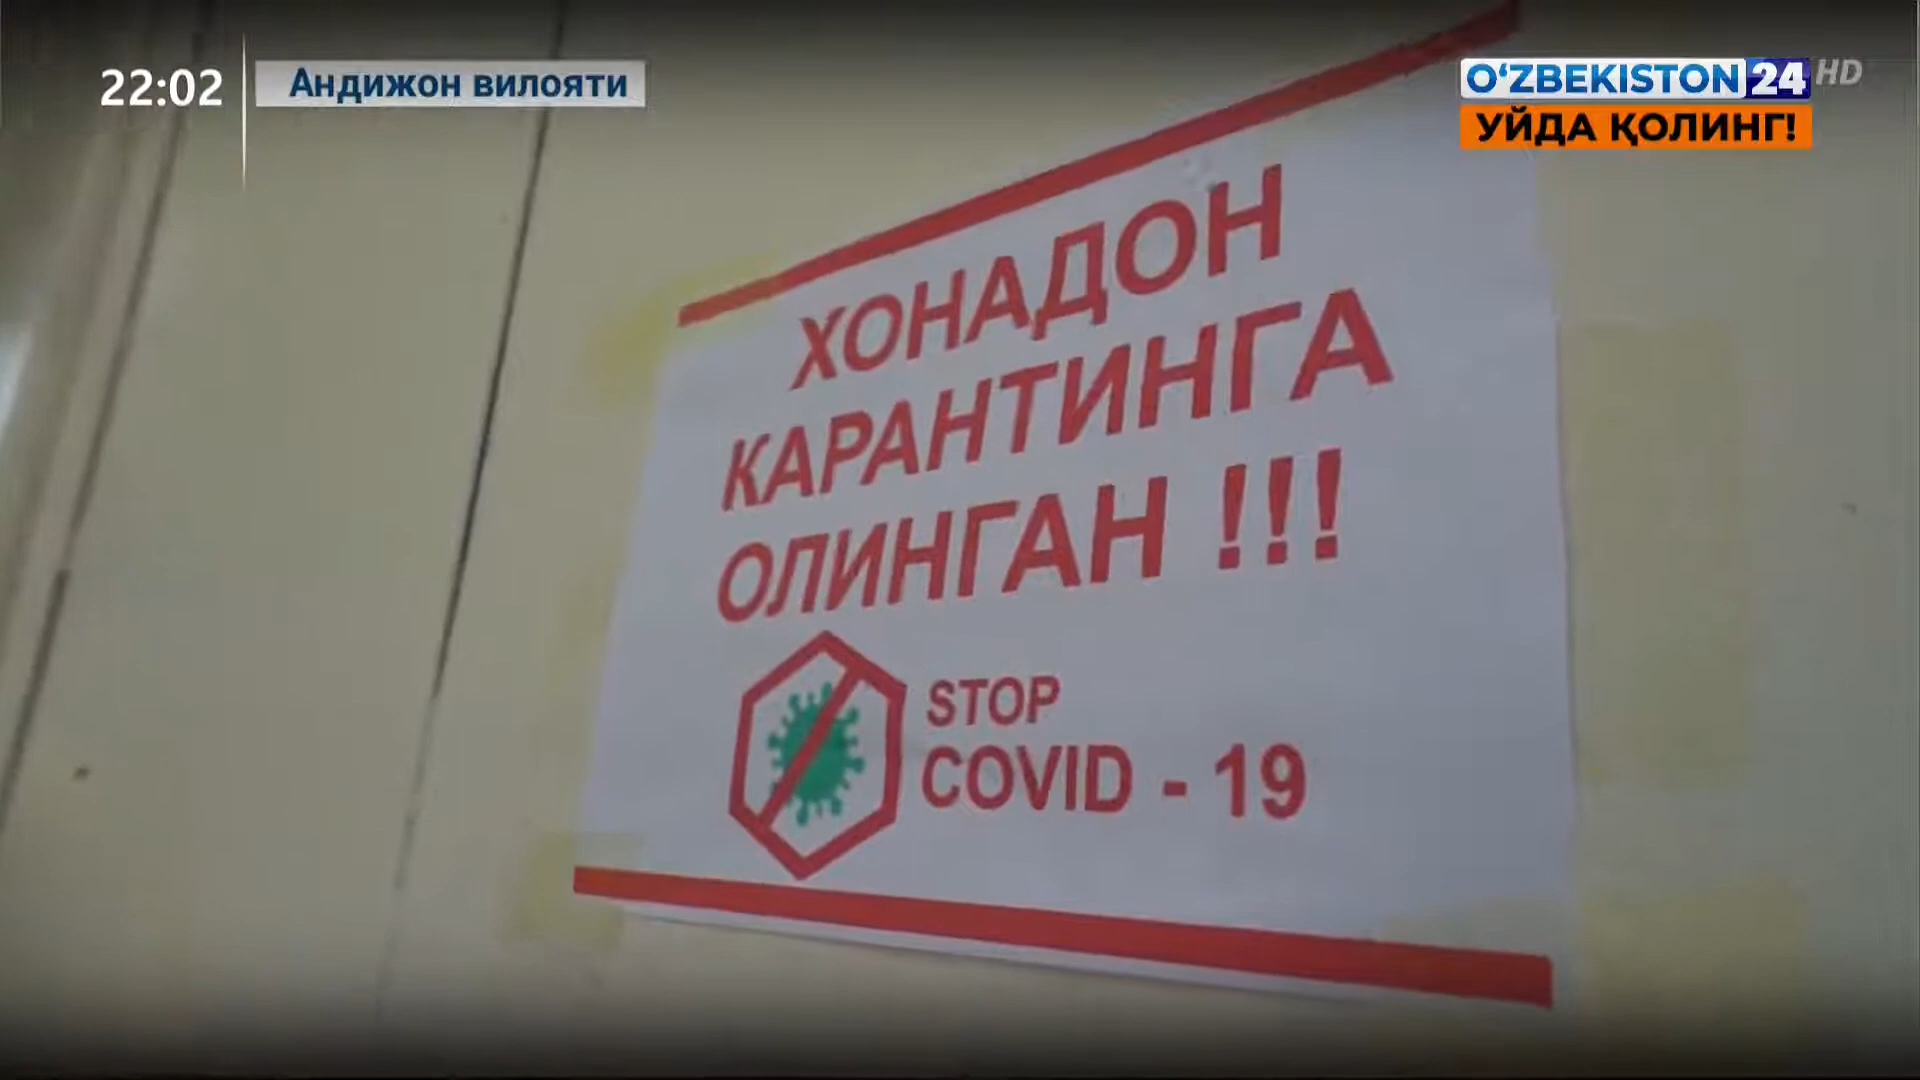 22:02
Андижон вилояти
O‘ZBEKISTON 24 HD
УЙДА ҚОЛИНГ!
ХОНАДОН
КАРАНТИНГА
ОЛИНГАН !!!
STOP
COVID - 19